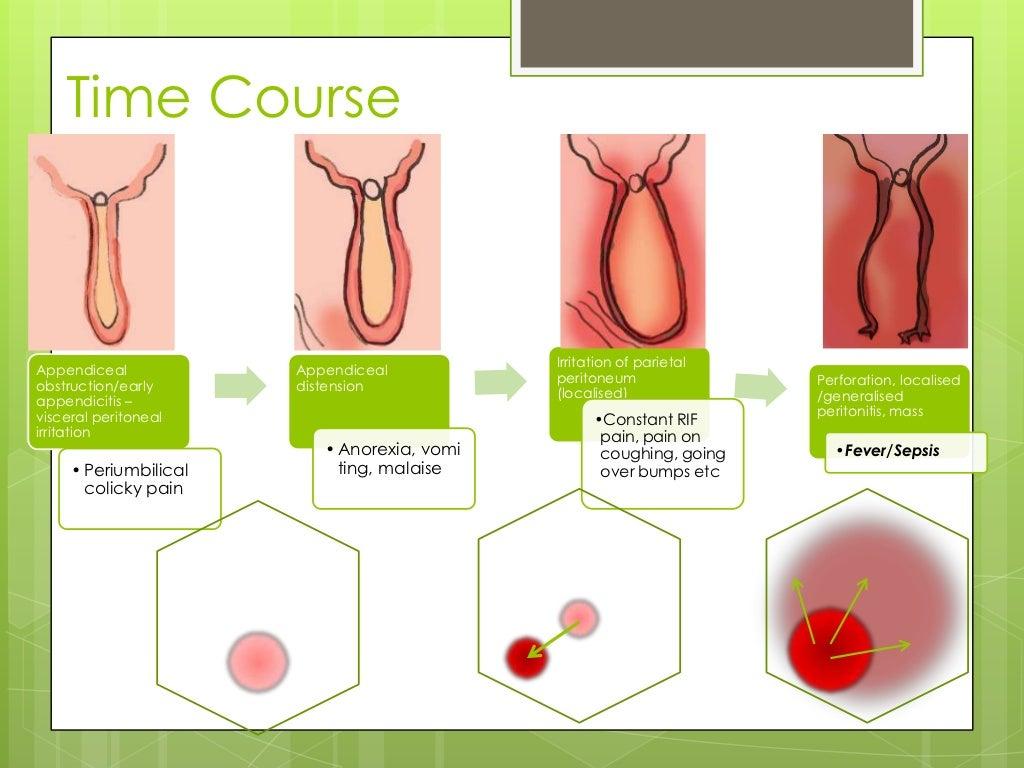 Time Course
Appendiceal
obstruction/early
appendicitis –
visceral peritoneal
irritation
• Periumbilical
colicky pain
Appendiceal
distension
• Anorexia, vomi
ting, malaise
Irritation of parietal
peritoneum
(localised)
•Constant RIF
pain, pain on
coughing, going
over bumps etc
Perforation, localised
/generalised
peritonitis, mass
•Fever/Sepsis